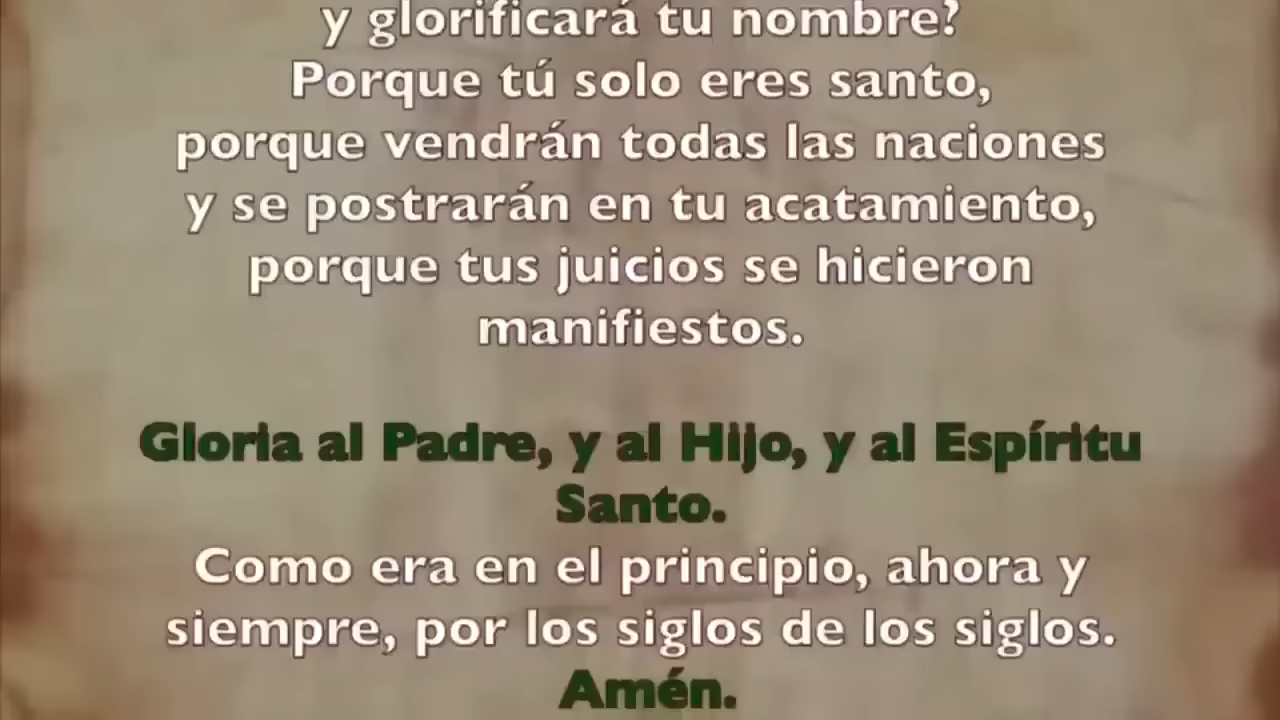 y glorificará tu nombre?
Porque tú solo eres santo,
porque vendrán todas las naciones
y se postrarán en tu acatamiento,
porque tus juicios se hicieron
manifiestos.
Gloria al Padre, y al Hijo, y al Espíritu
Santo.
Como era en el principio, ahora y
siempre, por los siglos de los siglos.
Amén.